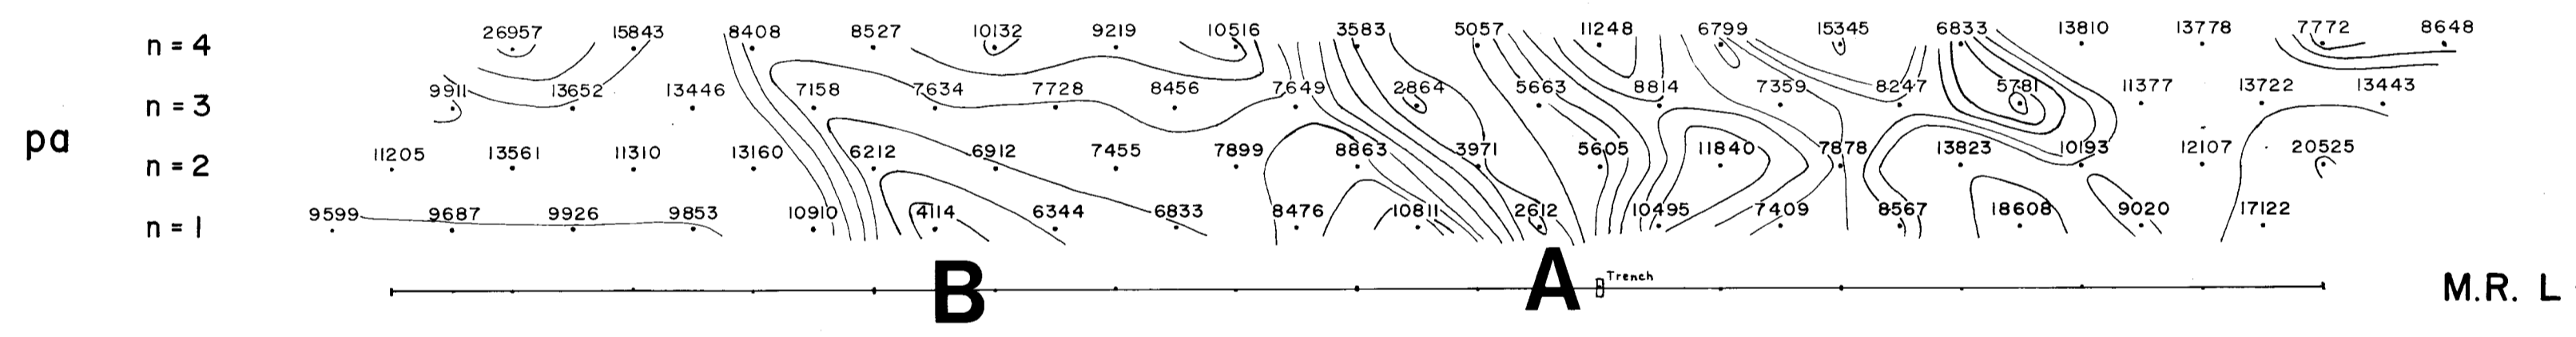 n = 4 26957 15843 8408 8527 10132 9219 10516 3583 5057 11248 6799 15345 6833 13810 13778 7772 8648
n = 3 9911 13652 13446 7158 7634 7728 8456 7649 2864 5663 8814 7359 8247 5781 11377 13722 13443
pa
n = 2 11205 13561 11310 13160 6212 6912 7455 7899 8863 3971 5605 11840 7878 13823 10193 12107 20525
n = 1 9599 9687 9926 9853 10910 4114 6344 6833 8476 10811 2612 10495 7409 8567 18608 9020 17122
B A Trench M.R. L